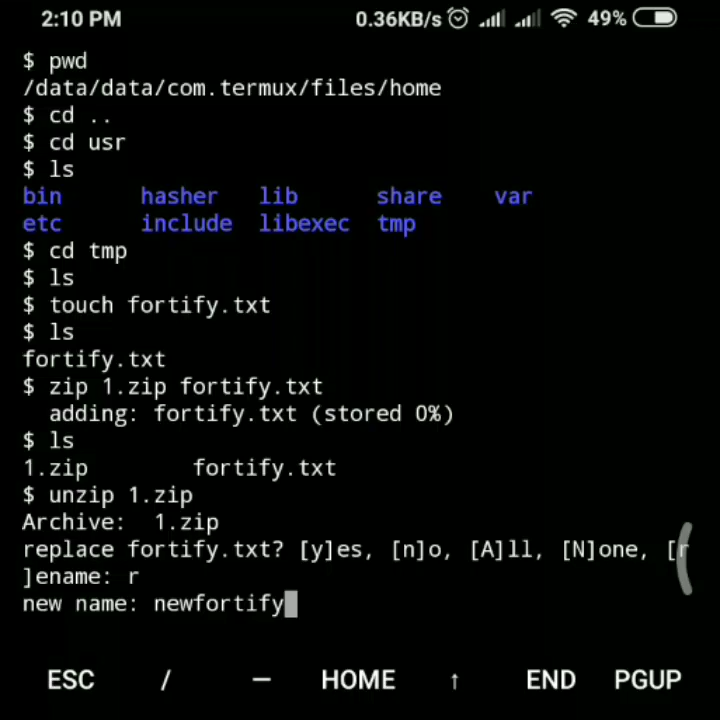 2:10 PM 0.36KB/s 49%
$ pwd
/data/data/com.termux/files/home
$ cd ..
$ cd usr
$ ls
bin hasher lib share var
etc include libexec tmp
$ cd tmp
$ ls
$ touch fortify.txt
$ ls
fortify.txt
$ zip 1.zip fortify.txt
adding: fortify.txt (stored 0%)
$ ls
1.zip fortify.txt
$ unzip 1.zip
Archive: 1.zip
replace fortify.txt? [y]es, [n]o, [A]ll, [N]one, [r
]ename: r
new name: newfortify
ESC / — HOME ↑ END PGUP